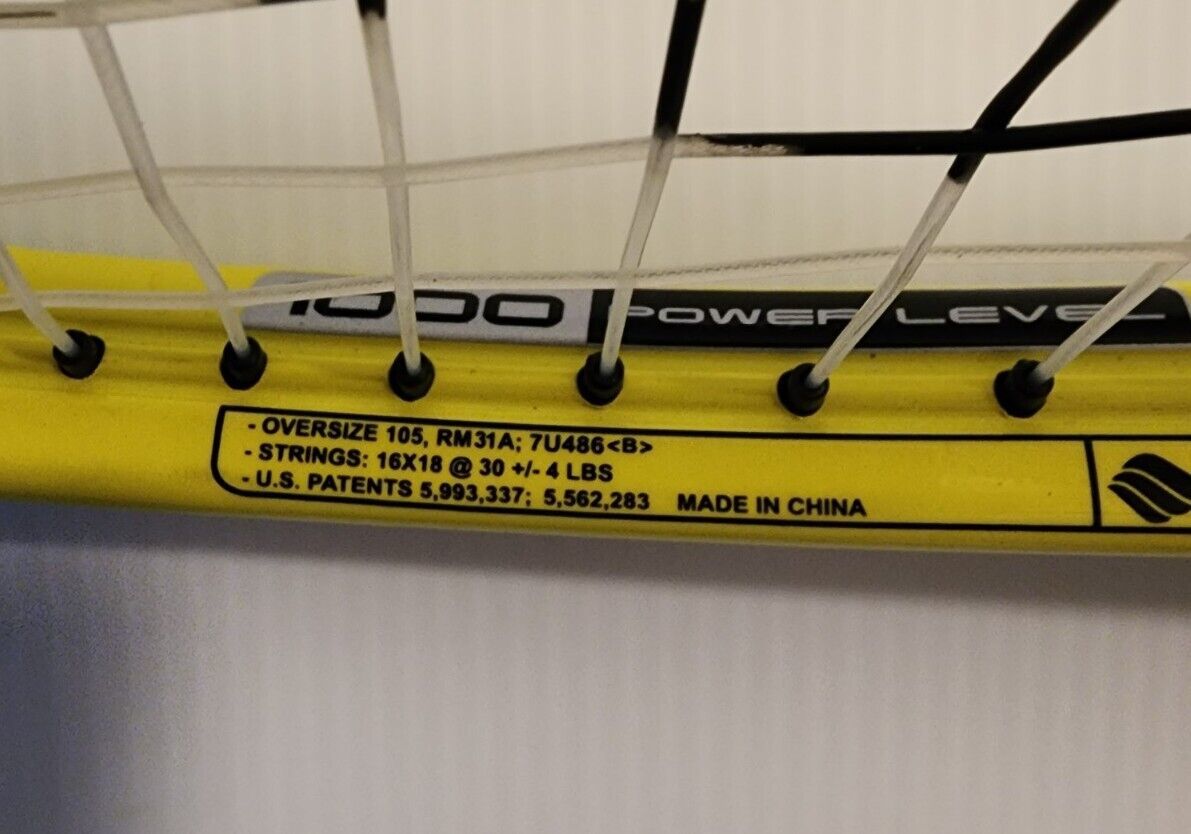 1000 POWER LEVEL
- OVERSIZE 105, RM31A; 7U486<B>
- STRINGS: 16X18 @ 30 +/- 4 LBS
- U.S. PATENTS 5,993,337; 5,562,283 MADE IN CHINA